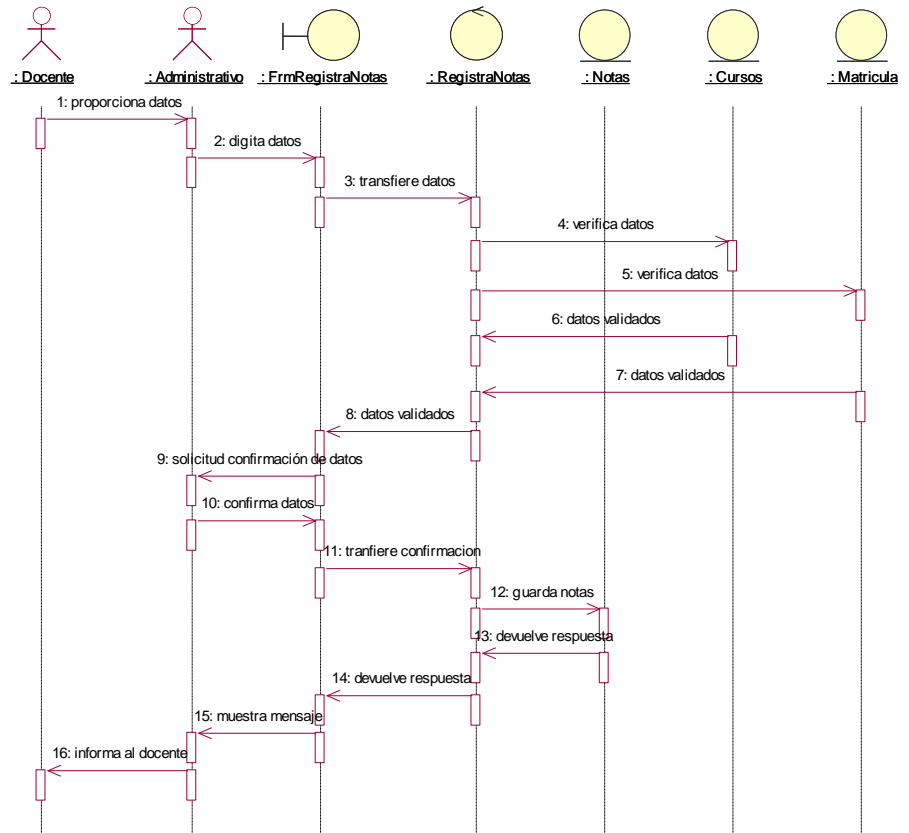 : Docente
: Administrativo
: FrmRegistraNotas
: RegistraNotas
: Notas
: Cursos
: Matricula
1: proporciona datos
2: digita datos
3: transfiere datos
4: verifica datos
5: verifica datos
6: datos validados
7: datos validados
8: datos validados
9: solicitud confirmación de datos
10: confirma datos
11: tranfiere confirmacion
12: guarda notas
13: devuelve respuesta
14: devuelve respuesta
15: muestra mensaje
16: informa al docente